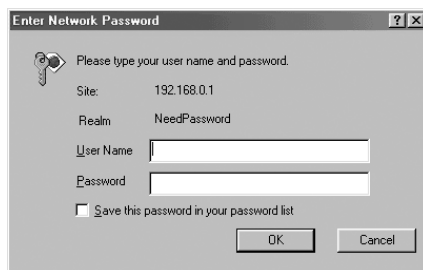 Enter Network Password
Please type your user name and password.
Site: 192.168.0.1
Realm NeedPassword
User Name
Password
Save this password in your password list
OK Cancel